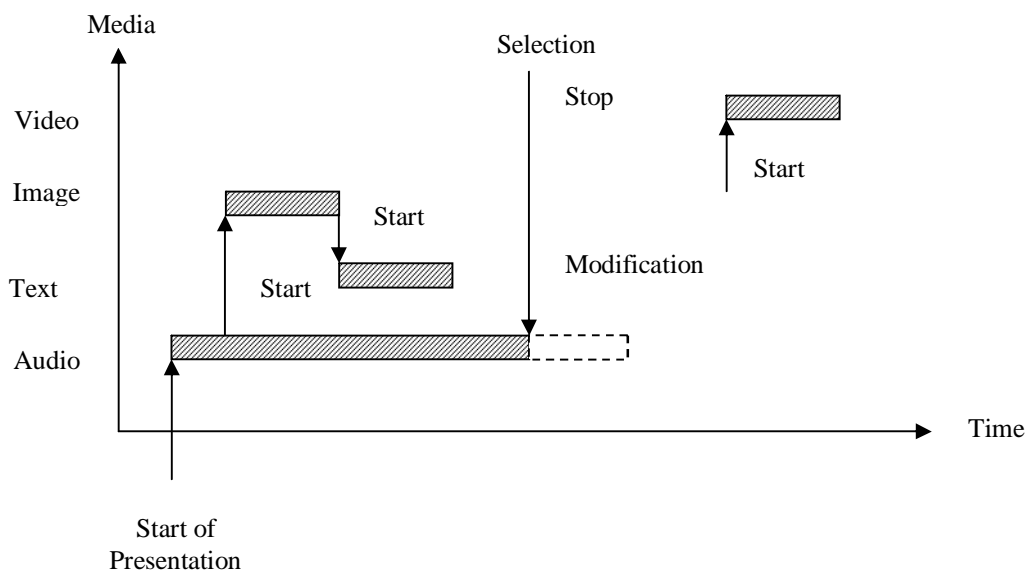 Media
Selection
Stop
Video
Start
Image
Start
Modification
Text
Start
Audio
Time
Start of
Presentation